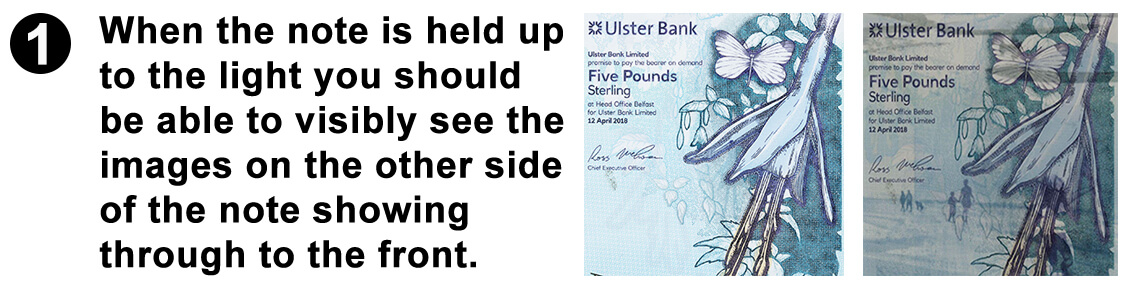 1
When the note is held up
to the light you should
be able to visibly see the
images on the other side
of the note showing
through to the front.
Ulster Bank
Ulster Bank Limited
promise to pay the bearer on demand
Five Pounds
Sterling
at Head Office Belfast
for Ulster Bank Limited
12 April 2018
Chief Executive Officer
Ulster Bank
Ulster Bank Limited
promise to pay the bearer on demand
Five Pounds
Sterling
at Head Office Belfast
for Ulster Bank Limited
12 April 2018
Chief Executive Officer